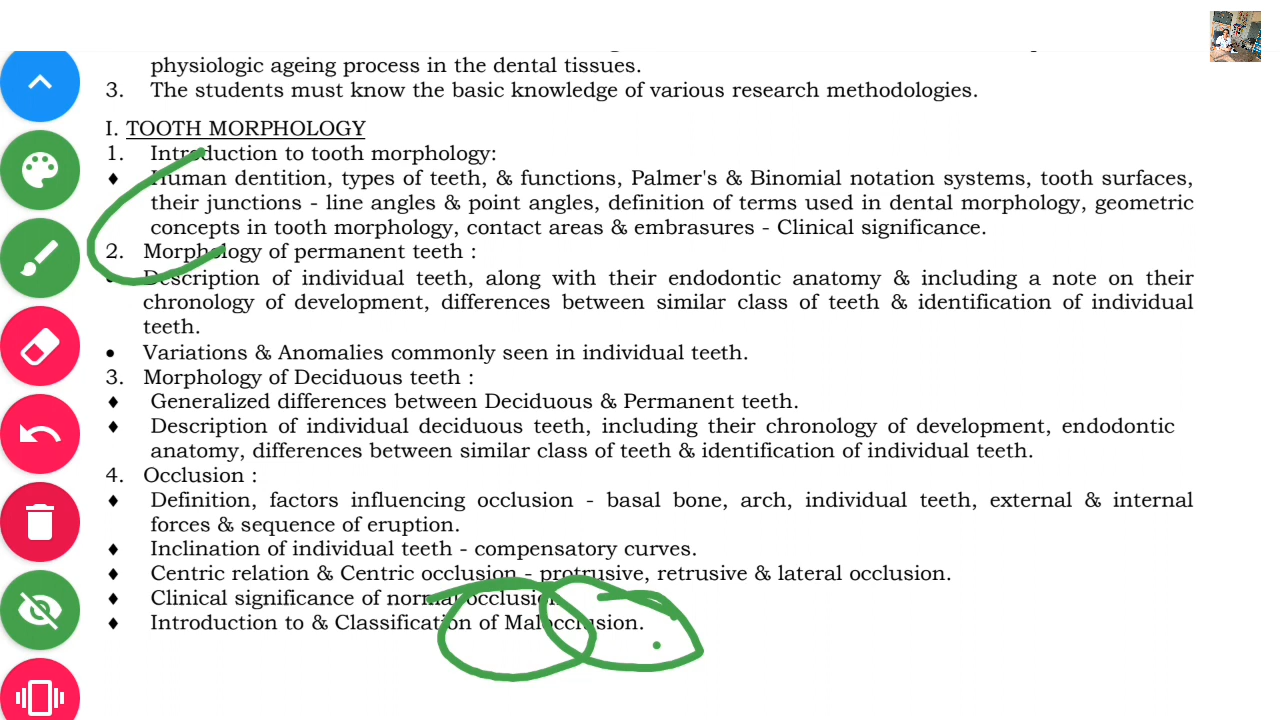 physiologic ageing process in the dental tissues.
3. The students must know the basic knowledge of various research methodologies.
I. TOOTH MORPHOLOGY
1. Introduction to tooth morphology:
♦ Human dentition, types of teeth, & functions, Palmer's & Binomial notation systems, tooth surfaces,
their junctions - line angles & point angles, definition of terms used in dental morphology, geometric
concepts in tooth morphology, contact areas & embrasures - Clinical significance.
2. Morphology of permanent teeth :
• Description of individual teeth, along with their endodontic anatomy & including a note on their
chronology of development, differences between similar class of teeth & identification of individual
teeth.
• Variations & Anomalies commonly seen in individual teeth.
3. Morphology of Deciduous teeth :
♦ Generalized differences between Deciduous & Permanent teeth.
♦ Description of individual deciduous teeth, including their chronology of development, endodontic
anatomy, differences between similar class of teeth & identification of individual teeth.
4. Occlusion :
♦ Definition, factors influencing occlusion - basal bone, arch, individual teeth, external & internal
forces & sequence of eruption.
♦ Inclination of individual teeth - compensatory curves.
♦ Centric relation & Centric occlusion - protrusive, retrusive & lateral occlusion.
♦ Clinical significance of normal occlusion
♦ Introduction to & Classification of Malocclusion.